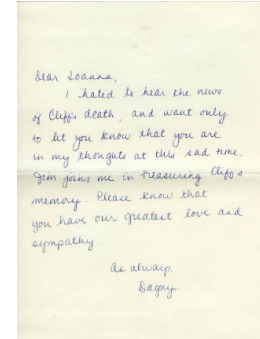 Dear Joanna,
I hated to hear the news
of Cliff's death, and want only
to let you know that you are
in my thoughts at this sad time.
Jim joins me in treasuring Cliff's
memory. Please know that
you have our greatest love and
sympathy
As always,
Dagny